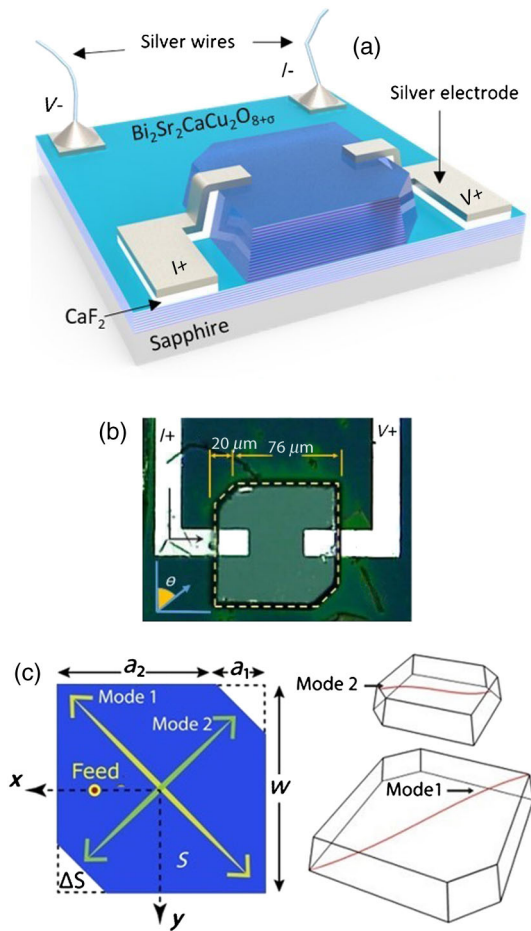 Silver wires
(a)
V-
I-
Silver electrode
Bi2Sr2CaCu2O8+σ
V+
I+
CaF2
Sapphire
(b)
I+
20 μm
76 μm
V+
θ
(c)
a2
a1
Mode 1
Mode 2
Feed
x
W
S
ΔS
y
Mode 2
Mode1